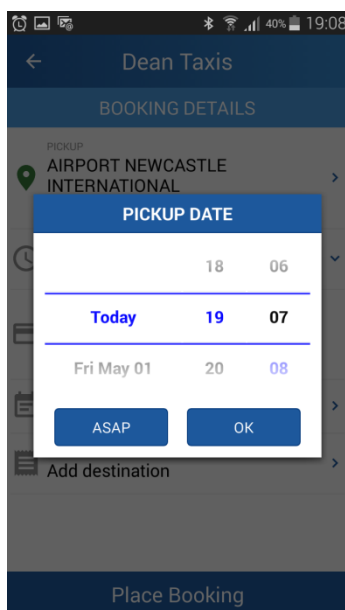 40% 19:08
Dean Taxis
BOOKING DETAILS
PICKUP
AIRPORT NEWCASTLE
INTERNATIONAL
PICKUP DATE
18 06
Today 19 07
Fri May 01 20 08
ASAP OK
Add destination
Place Booking